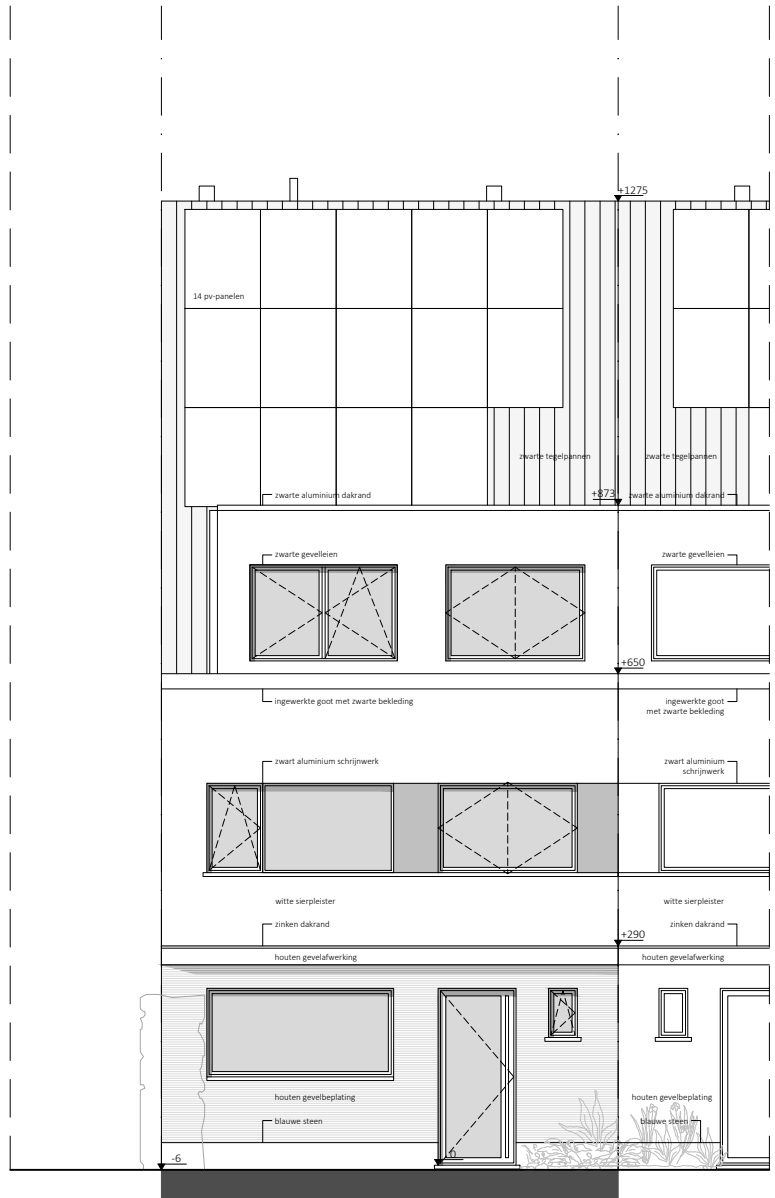 +1275
14 pv-panelen
zwarte tegelpannen
zwarte tegelpannen
zwarte aluminium dakrand
+873
zwarte aluminium dakrand
zwarte gevelleien
zwarte gevelleien
+650
ingewerkte goot met zwarte bekleding
ingewerkte goot
met zwarte bekleding
zwart aluminium schrijnwerk
zwart aluminium
schrijnwerk
witte sierpleister
witte sierpleister
zinken dakrand
zinken dakrand
+290
houten gevelafwerking
houten gevelafwerking
houten gevelbeplating
houten gevelbeplating
blauwe steen
blauwe steen
-6
0